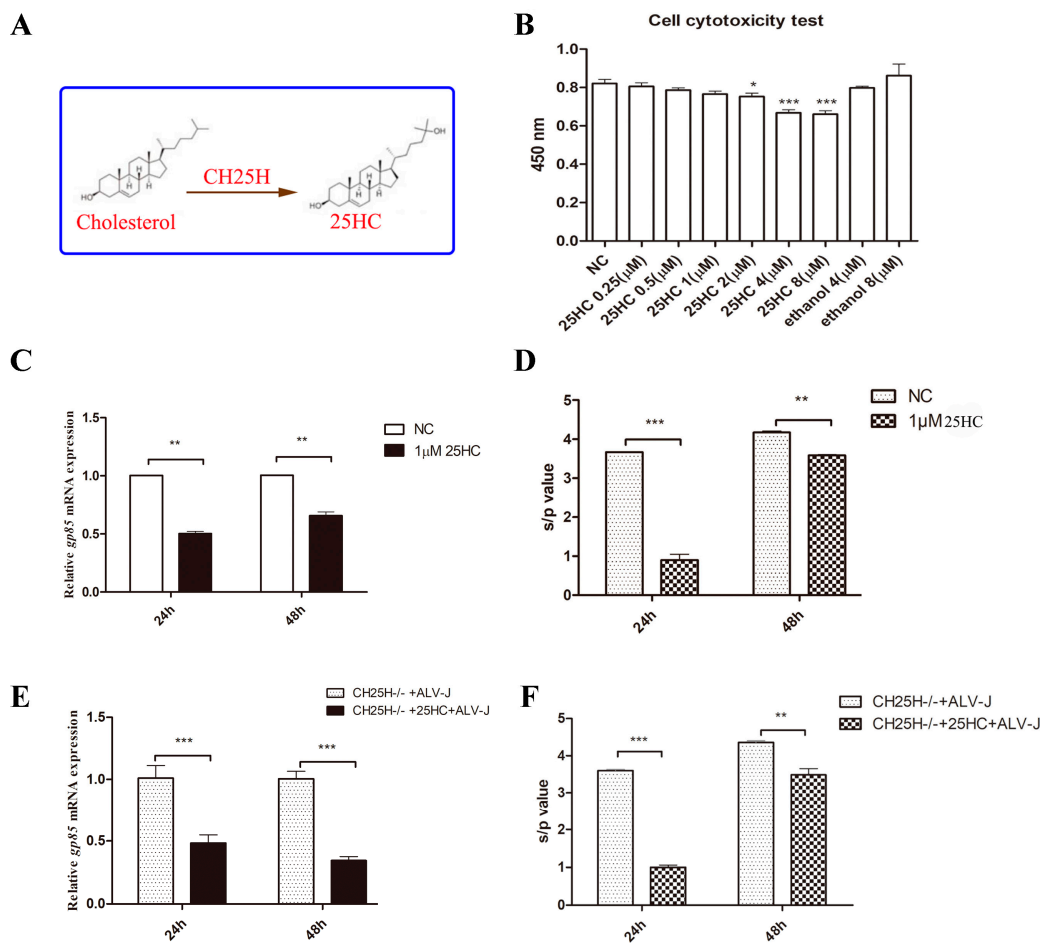 A
HO
Cholesterol
CH25H
OH
HO
25HC
B
Cell cytotoxicity test
450 nm
1.0
0.8
0.6
0.4
0.2
0.0
*
***
***
NC
25HC 0.25(μM)
25HC 0.5(μM)
25HC 1(μM)
25HC 2(μM)
25HC 4(μM)
25HC 8(μM)
ethanol 4(μM)
ethanol 8(μM)
C
Relative gp85 mRNA expression
1.5
1.0
0.5
0.0
**
**
24h
48h
NC
1μM 25HC
D
s/p value
5
4
3
2
1
0
***
**
24h
48h
NC
1μM 25HC
E
Relative gp85 mRNA expression
1.5
1.0
0.5
0.0
***
***
24h
48h
CH25H-/- +ALV-J
CH25H-/- +25HC+ALV-J
F
s/p value
5
4
3
2
1
0
***
**
24h
48h
CH25H-/-+ALV-J
CH25H-/-+25HC+ALV-J